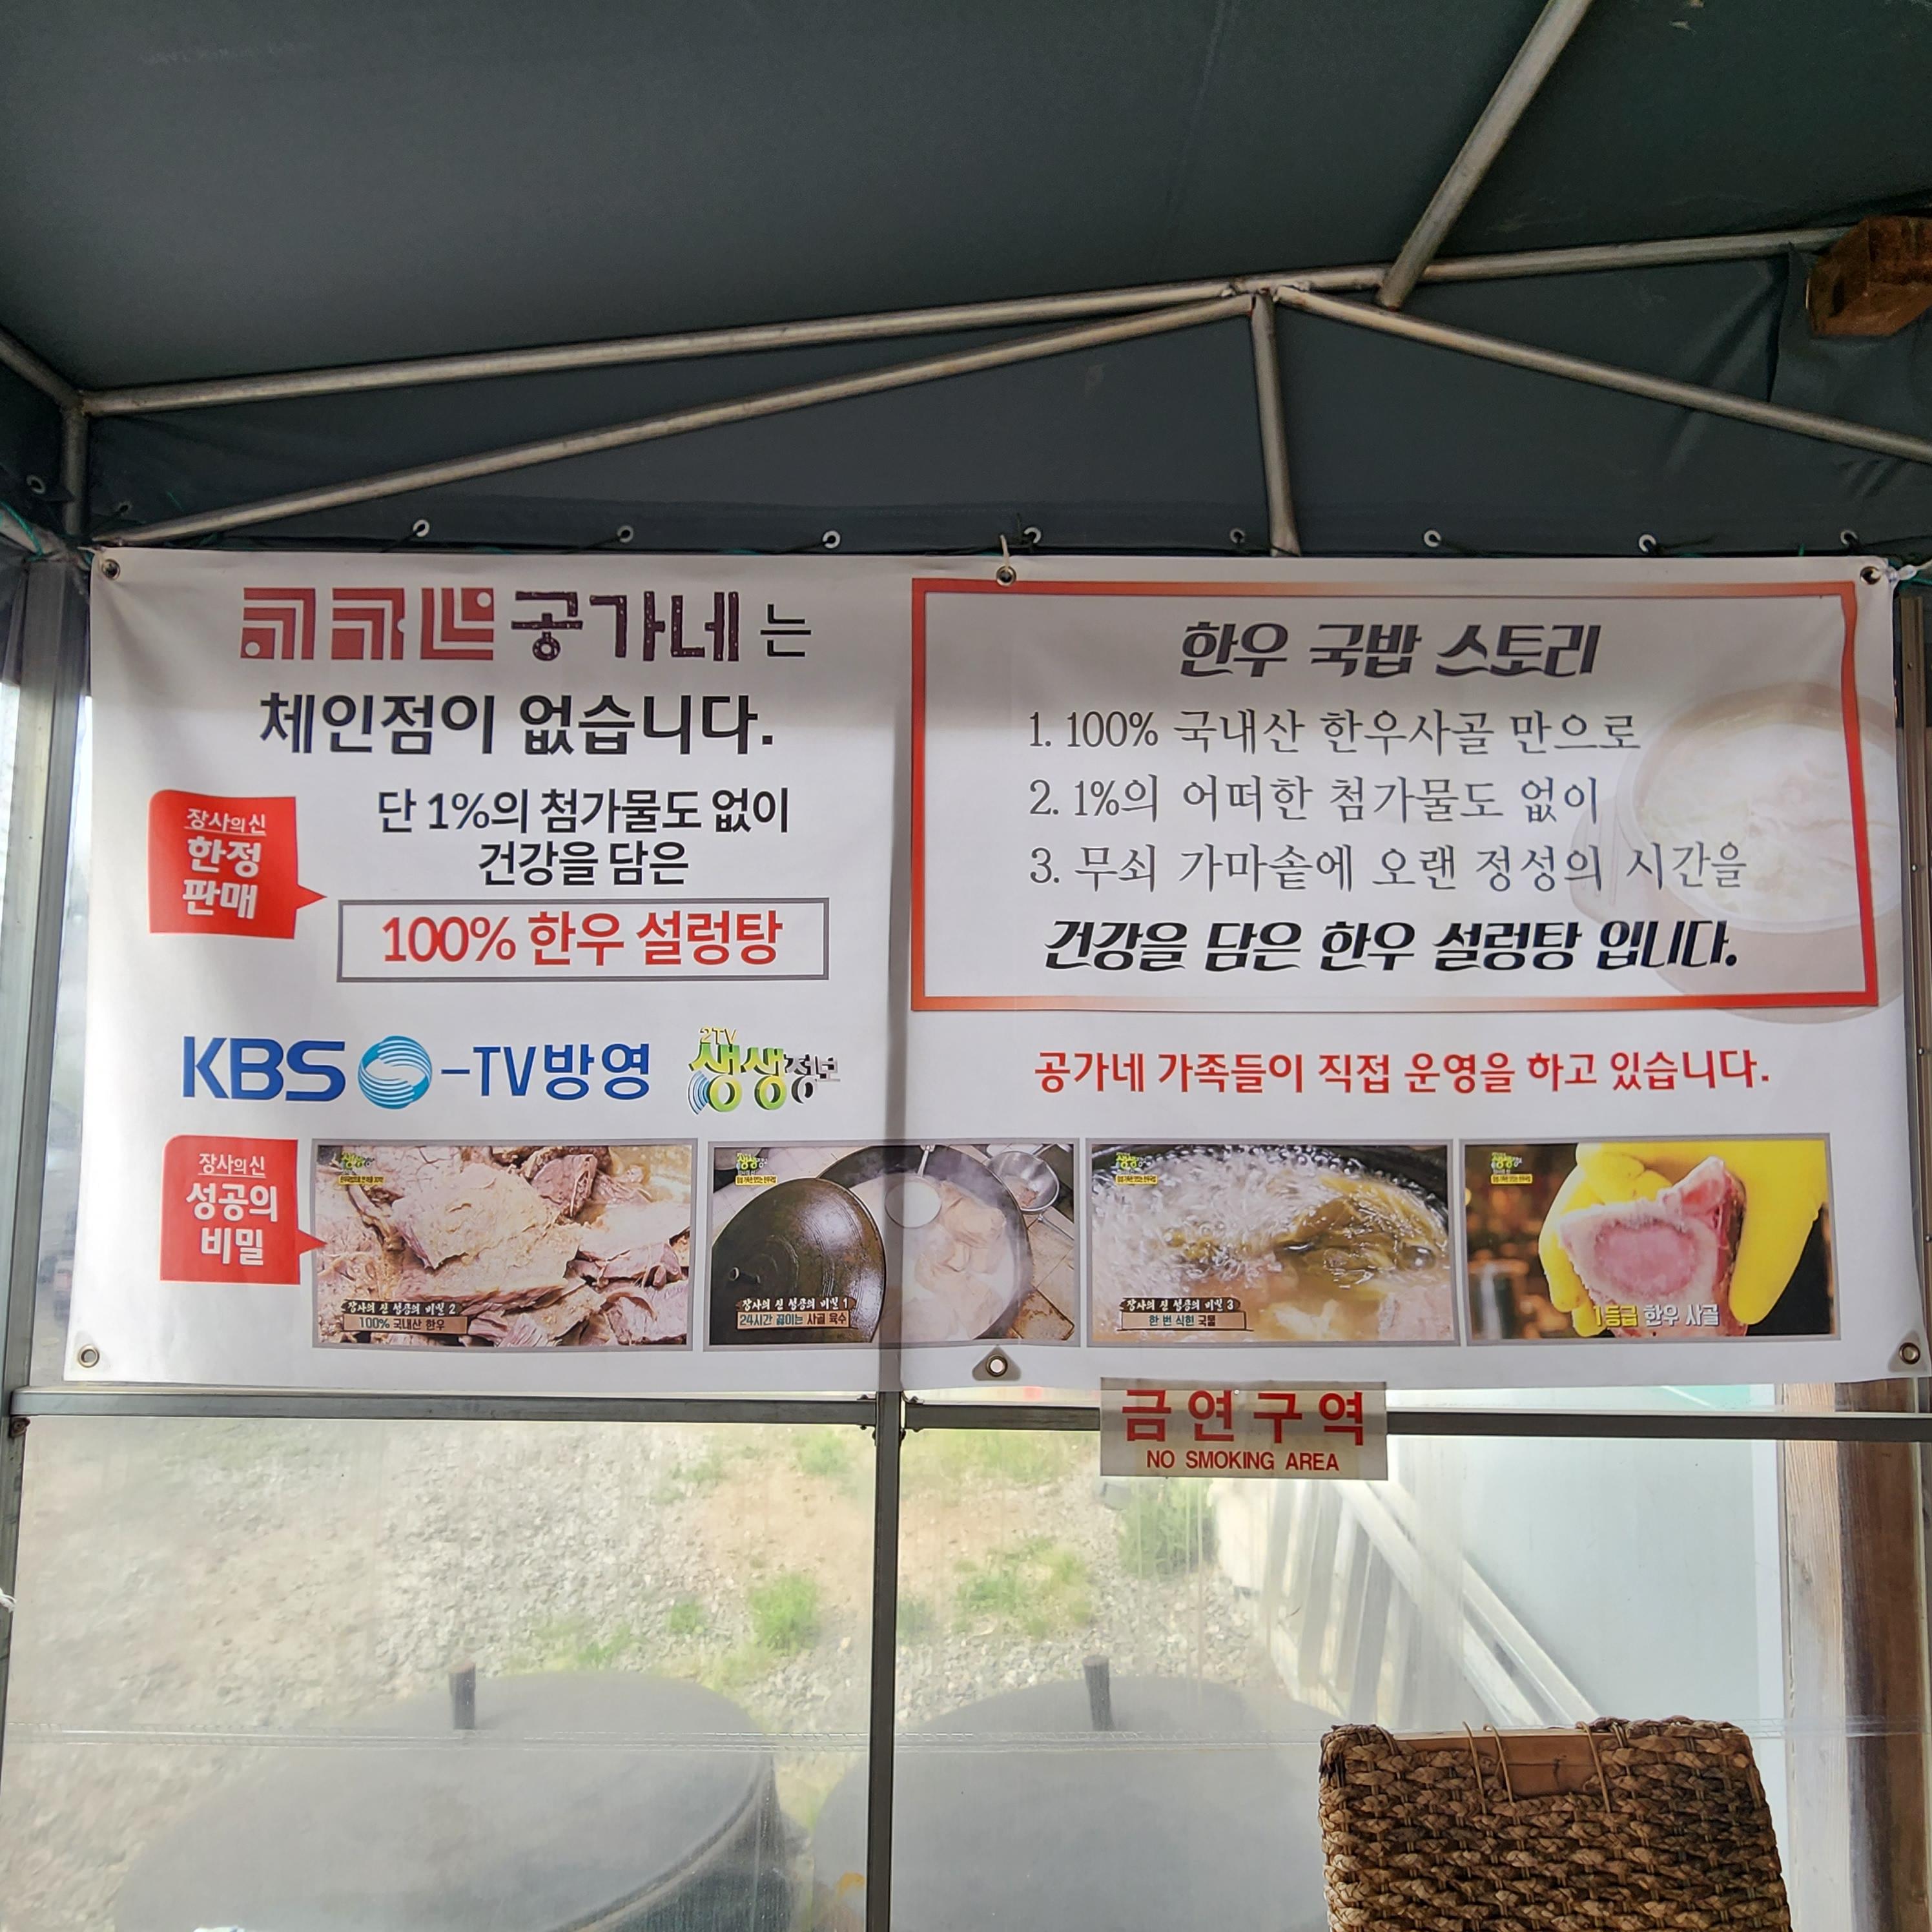 공가네는
체인점이 없습니다.
장사의신
한정
판매
단 1%의 첨가물도 없이
건강을 담은
100% 한우 설렁탕
KBS -TV방영
2TV
생생정보
한우 국밥 스토리
1. 100% 국내산 한우사골 만으로
2. 1%의 어떠한 첨가물도 없이
3. 무쇠 가마솥에 오랜 정성의 시간을
건강을 담은 한우 설렁탕 입니다.
공가네 가족들이 직접 운영을 하고 있습니다.
장사의신
성공의
비밀
장사의 신 성공의 비밀 2
100% 국내산 한우
장사의 신 성공의 비밀 1
24시간 끓이는 사골 육수
장사의 신 성공의 비밀 3
한 번 식힌 국물
1등급 한우 사골
금연구역
NO SMOKING AREA